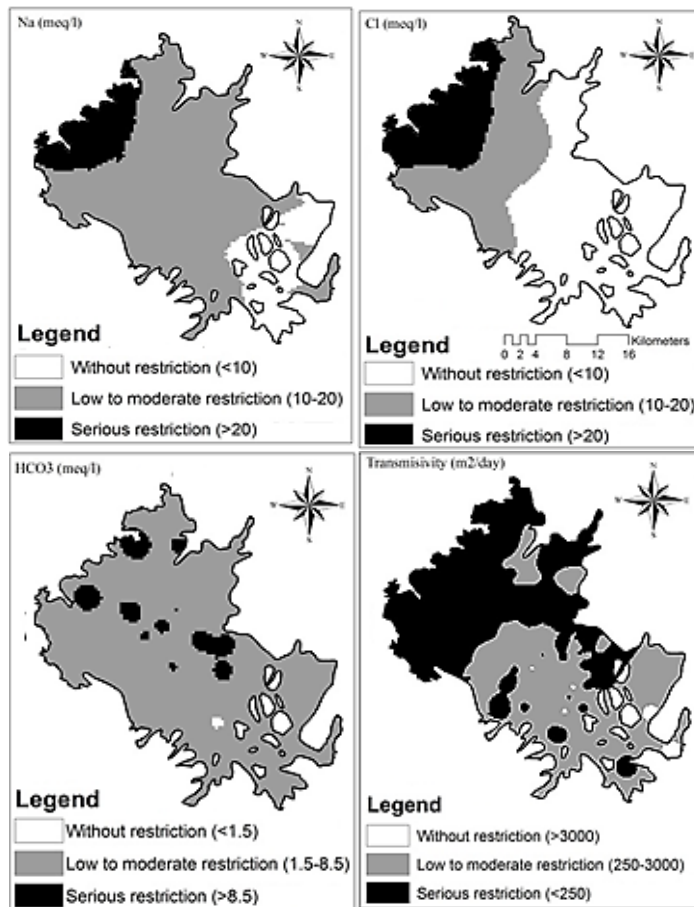 Na (meq/l)
N
W
E
N
Legend
Without restriction (<10)
Low to moderate restriction (10-20)
Serious restriction (>20)
Cl (meq/l)
N
W
E
N
Legend
0 2 4 8 12 16 Kilometers
Without restriction (<10)
Low to moderate restriction (10-20)
Serious restriction (>20)
HCO3 (meq/l)
N
W
E
N
Legend
Without restriction (<1.5)
Low to moderate restriction (1.5-8.5)
Serious restriction (>8.5)
Transmisivity (m2/day)
N
W
E
N
Legend
Without restriction (>3000)
Low to moderate restriction (250-3000)
Serious restriction (<250)